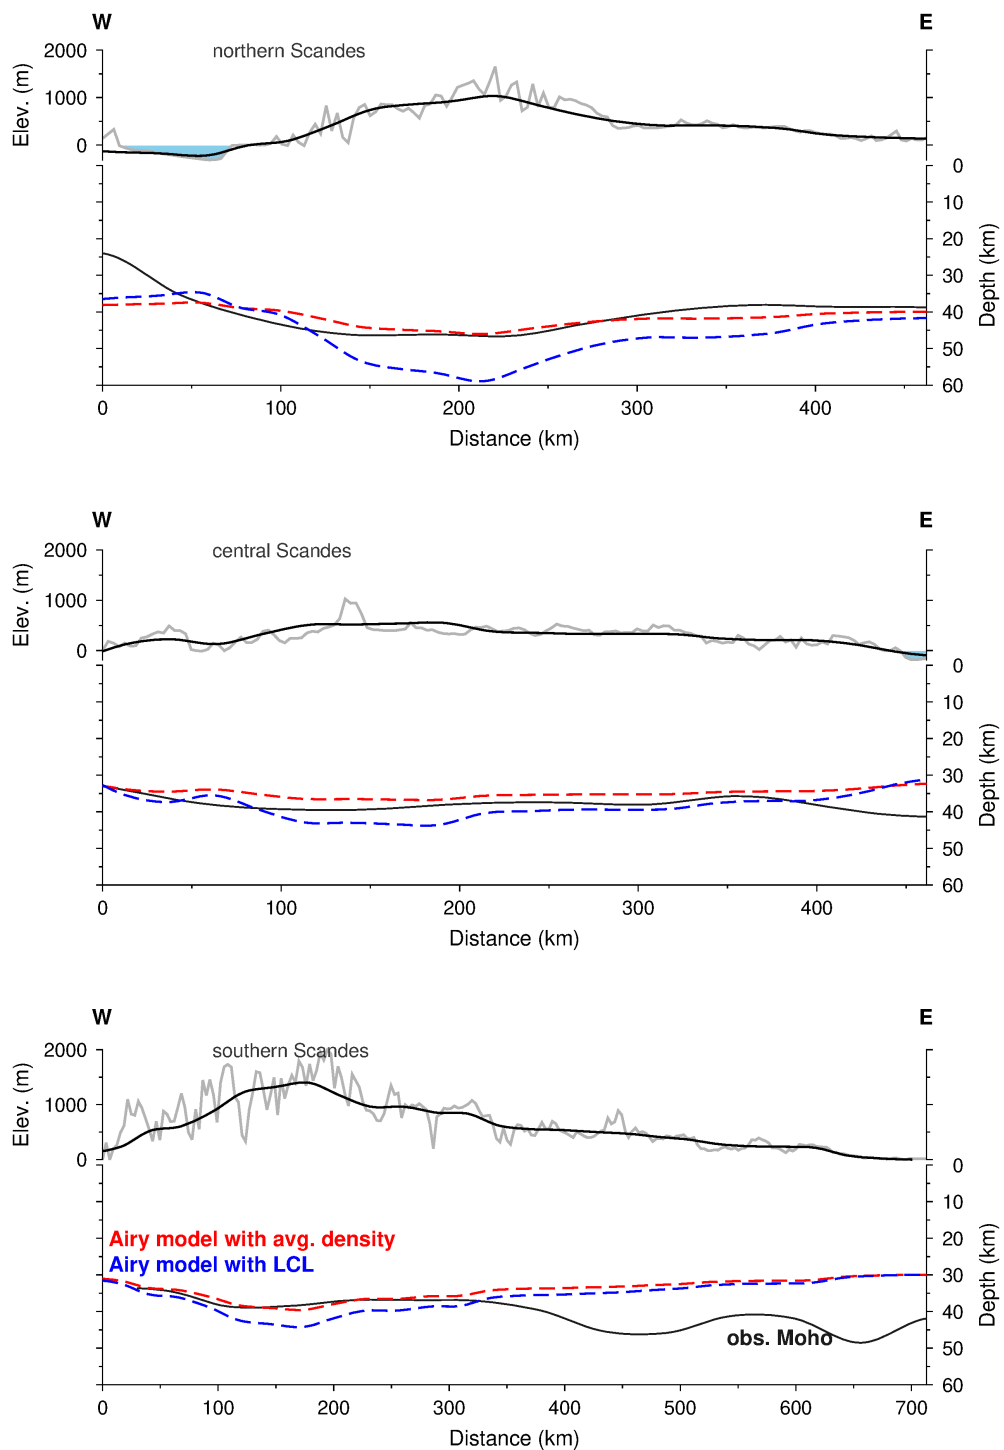 W E
northern Scandes
2000
1000
0
Elev. (m)
0
10
20
30
40
50
60
Depth (km)
0 100 200 300 400
Distance (km)
W E
central Scandes
2000
1000
0
Elev. (m)
0
10
20
30
40
50
60
Depth (km)
0 100 200 300 400
Distance (km)
W E
southern Scandes
2000
1000
0
Elev. (m)
0
10
20
30
40
50
60
Depth (km)
Airy model with avg. density
Airy model with LCL
obs. Moho
0 100 200 300 400 500 600 700
Distance (km)